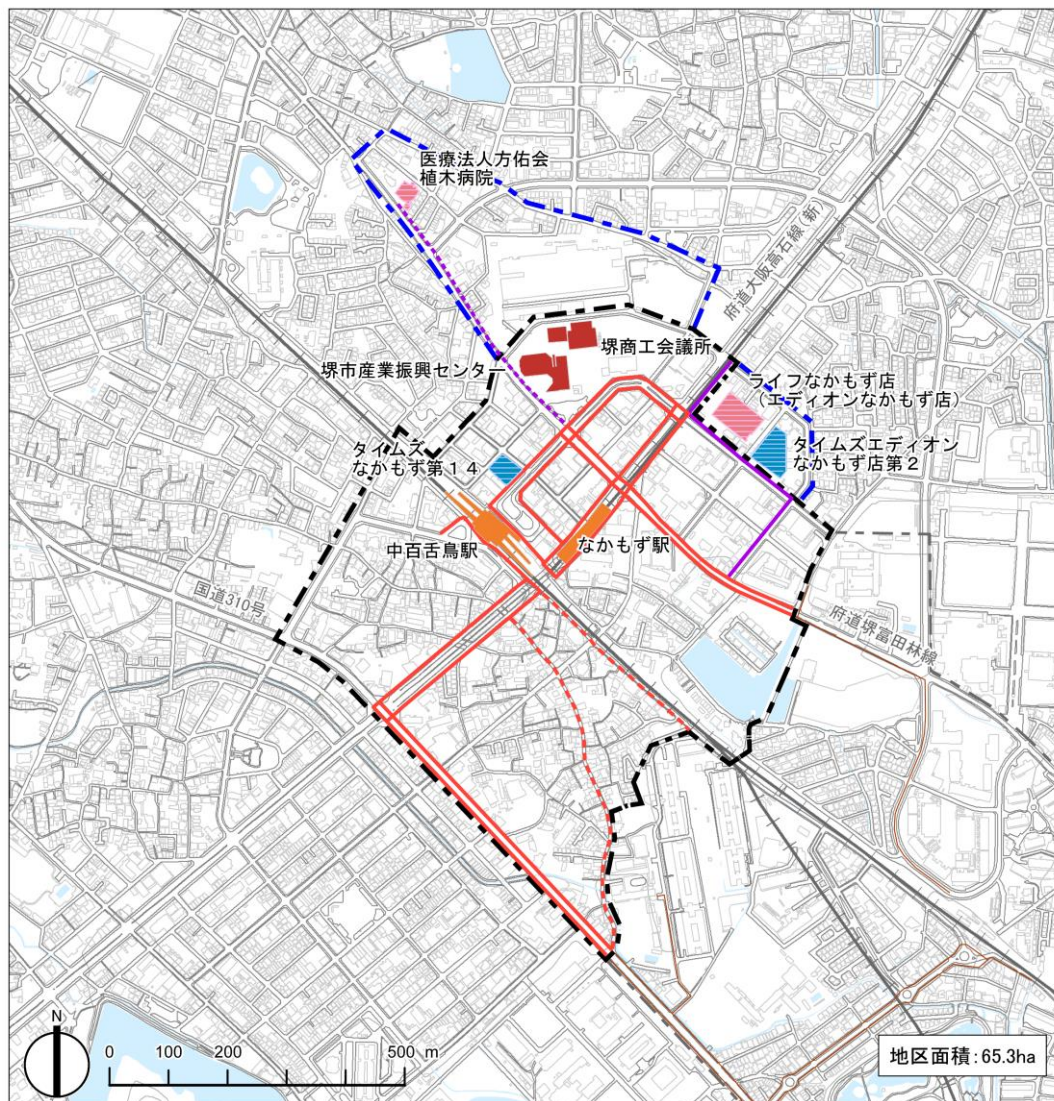 医療法人方佑会
植木病院
府道大阪高石線・新
堺商工会議所
堺市産業振興センター
ライフなかもず店
（エディオンなかもず店）
タイムズ
なかもず第１４
タイムズエディオン
なかもず店第２
中百舌鳥駅
なかもず駅
国道310号
府道堺富田林線
N
0 100 200 500 m
地区面積：65.3ha